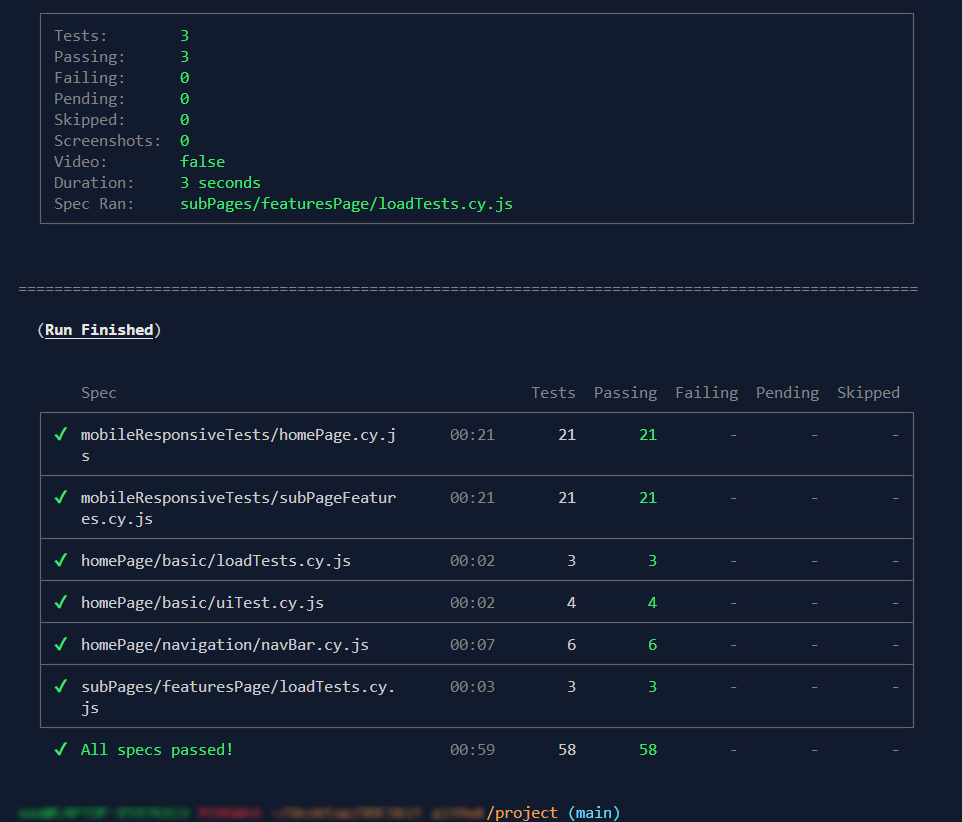 Tests: 3
Passing: 3
Failing: 0
Pending: 0
Skipped: 0
Screenshots: 0
Video: false
Duration: 3 seconds
Spec Ran: subPages/featuresPage/loadTests.cy.js
====================================================================================================
(Run Finished)
Spec Tests Passing Failing Pending Skipped
✓ mobileResponsiveTests/homePage.cy.j 00:21 21 21 - - -
s
✓ mobileResponsiveTests/subPageFeatur 00:21 21 21 - - -
es.cy.js
✓ homePage/basic/loadTests.cy.js 00:02 3 3 - - -
✓ homePage/basic/uiTest.cy.js 00:02 4 4 - - -
✓ homePage/navigation/navBar.cy.js 00:07 6 6 - - -
✓ subPages/featuresPage/loadTests.cy. 00:03 3 3 - - -
js
✓ All specs passed! 00:59 58 58 - - -
/project (main)